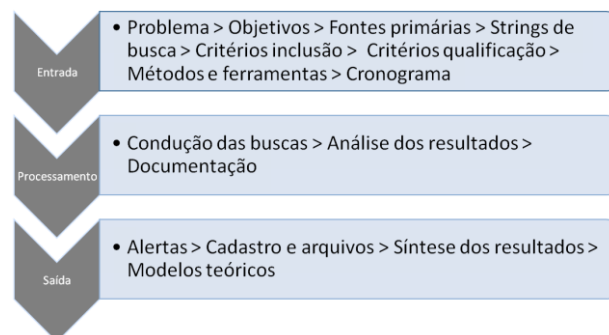 Entrada
• Problema > Objetivos > Fontes primárias > Strings de
busca > Critérios inclusão > Critérios qualificação >
Métodos e ferramentas > Cronograma
Processamento
• Condução das buscas > Análise dos resultados >
Documentação
Saída
• Alertas > Cadastro e arquivos > Síntese dos resultados >
Modelos teóricos